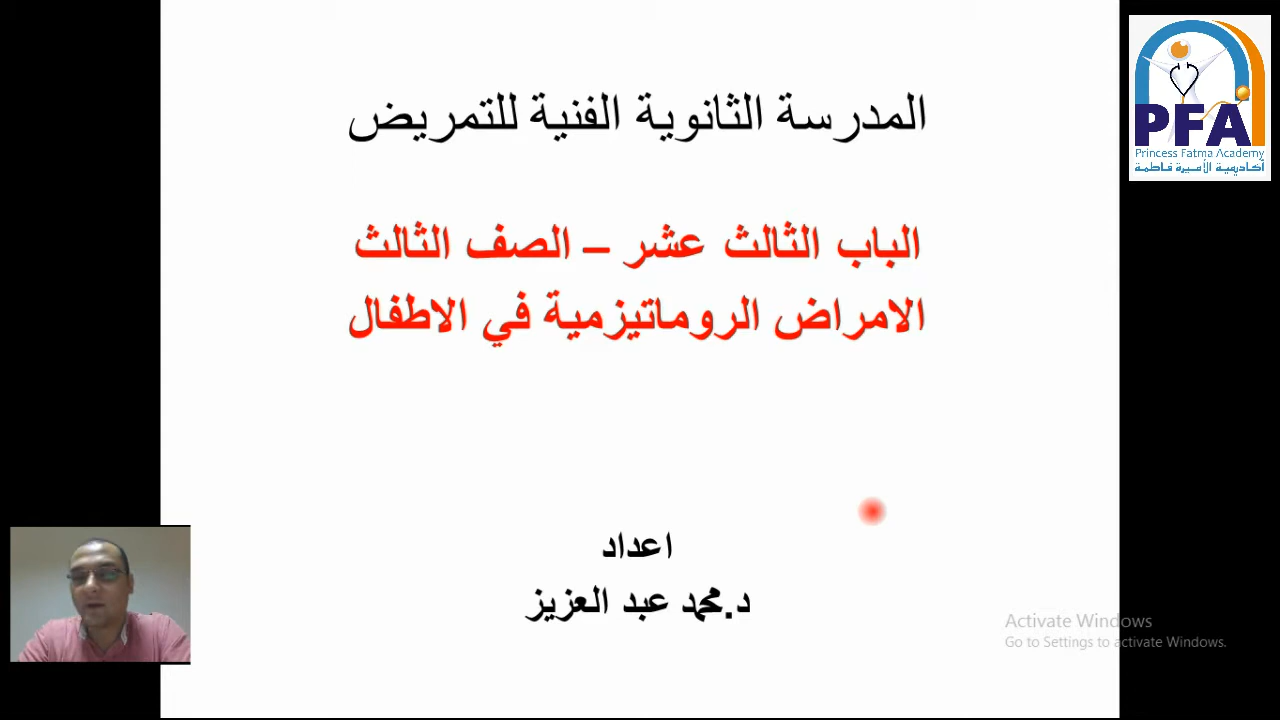 المدرسة الثانوية الفنية للتمريض
الباب الثالث عشر – الصف الثالث
الامراض الروماتيزمية في الاطفال
اعداد
د.محمد عبد العزيز
PFA
Princess Fatma Academy
أكاديمية الأميرة فاطمة
Activate Windows
Go to Settings to activate Windows.